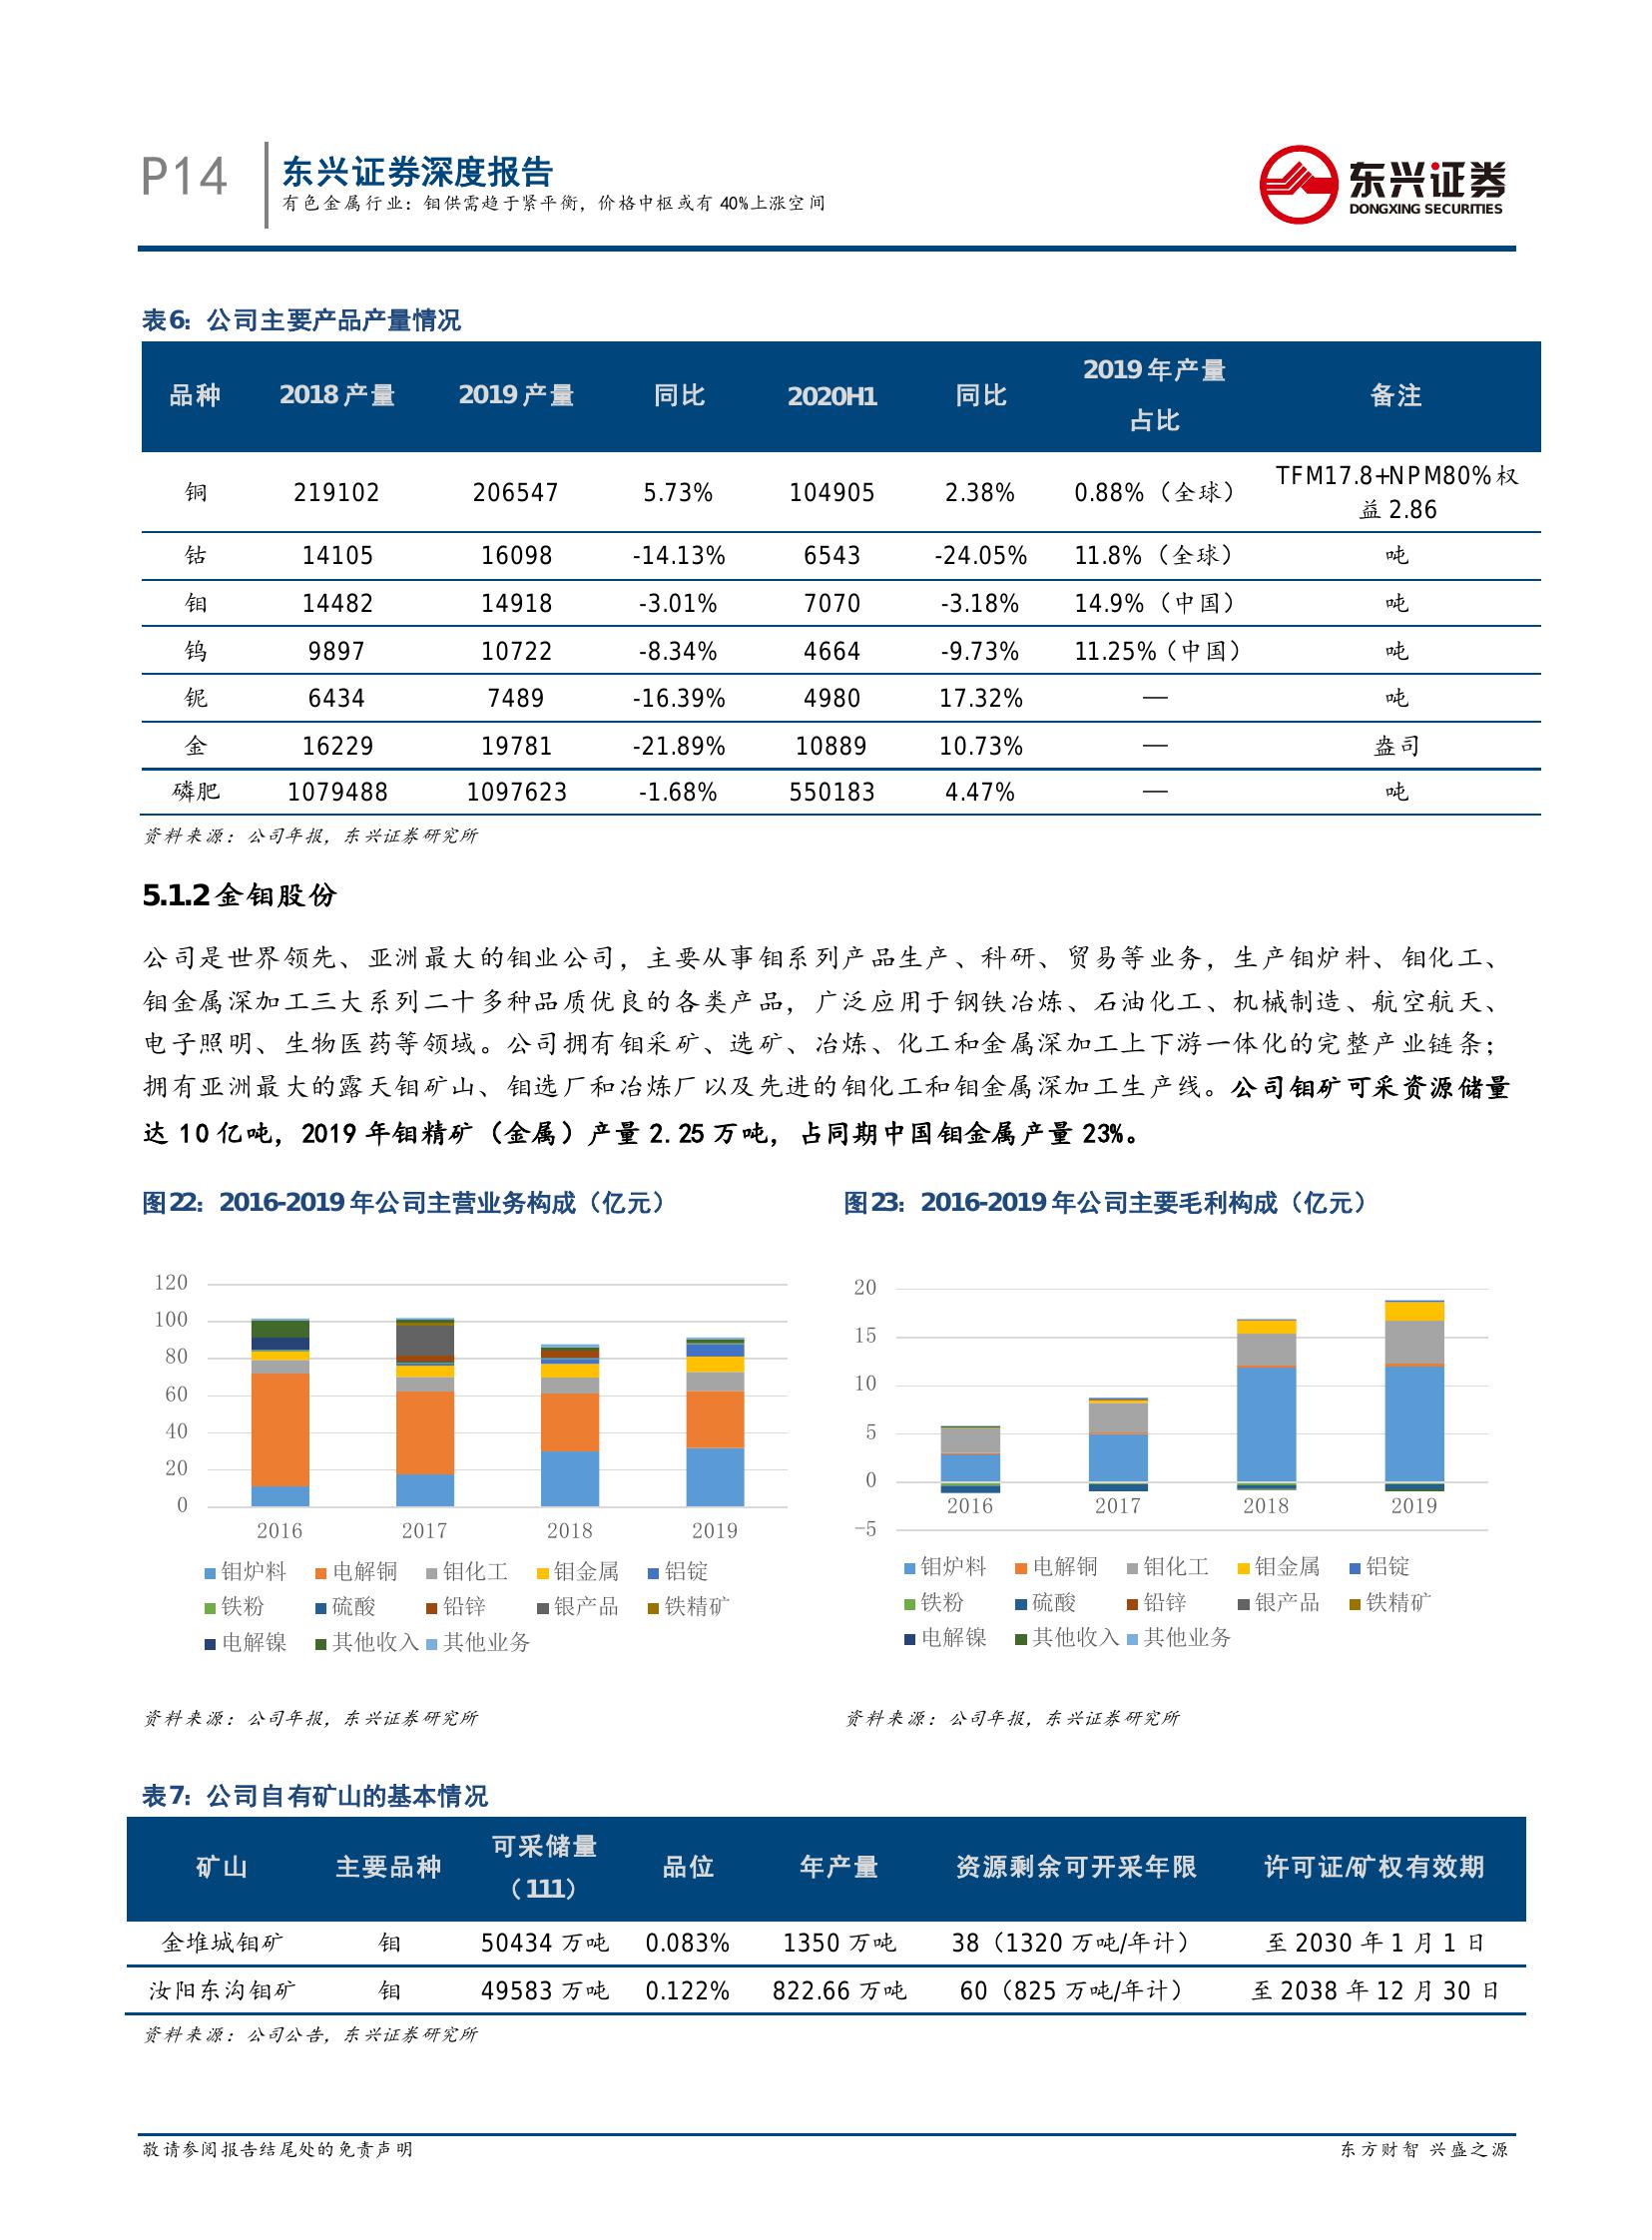 P14
东兴证券深度报告
有色金属行业：钼供需趋于紧平衡，价格中枢或有 40%上涨空间
东兴证券
DONGXING SECURITIES
表6：公司主要产品产量情况
品种 2018 产量 2019 产量 同比 2020H1 同比 2019 年产量占比 备注
铜 219102 206547 5.73% 104905 2.38% 0.88%（全球） TFM17.8+NPM80%权益 2.86
钴 14105 16098 -14.13% 6543 -24.05% 11.8%（全球） 吨
钼 14482 14918 -3.01% 7070 -3.18% 14.9%（中国） 吨
钨 9897 10722 -8.34% 4664 -9.73% 11.25%（中国） 吨
铌 6434 7489 -16.39% 4980 17.32% — 吨
金 16229 19781 -21.89% 10889 10.73% — 盎司
磷肥 1079488 1097623 -1.68% 550183 4.47% — 吨
资料来源：公司年报，东兴证券研究所
5.1.2 金钼股份
公司是世界领先、亚洲最大的钼业公司，主要从事钼系列产品生产、科研、贸易等业务，生产钼炉料、钼化工、
钼金属深加工三大系列二十多种品质优良的各类产品，广泛应用于钢铁冶炼、石油化工、机械制造、航空航天、
电子照明、生物医药等领域。公司拥有钼采矿、选矿、冶炼、化工和金属深加工上下游一体化的完整产业链条；
拥有亚洲最大的露天钼矿山、钼选厂和冶炼厂以及先进的钼化工和钼金属深加工生产线。公司钼矿可采资源储量
达 10 亿吨，2019 年钼精矿（金属）产量 2.25 万吨，占同期中国钼金属产量 23%。
图22：2016-2019 年公司主营业务构成（亿元）
120
100
80
60
40
20
0
2016 2017 2018 2019
钼炉料 电解铜 钼化工 钼金属 铝锭
铁粉 硫酸 铅锌 银产品 铁精矿
电解镍 其他收入 其他业务
资料来源：公司年报，东兴证券研究所
图23：2016-2019 年公司主要毛利构成（亿元）
20
15
10
5
0
-5
2016 2017 2018 2019
钼炉料 电解铜 钼化工 钼金属 铝锭
铁粉 硫酸 铅锌 银产品 铁精矿
电解镍 其他收入 其他业务
资料来源：公司年报，东兴证券研究所
表7：公司自有矿山的基本情况
矿山 主要品种 可采储量（111） 品位 年产量 资源剩余可开采年限 许可证/矿权有效期
金堆城钼矿 钼 50434 万吨 0.083% 1350 万吨 38（1320 万吨/年计） 至 2030 年 1 月 1 日
汝阳东沟钼矿 钼 49583 万吨 0.122% 822.66 万吨 60（825 万吨/年计） 至 2038 年 12 月 30 日
资料来源：公司公告，东兴证券研究所
敬请参阅报告结尾处的免责声明
东方财智 兴盛之源